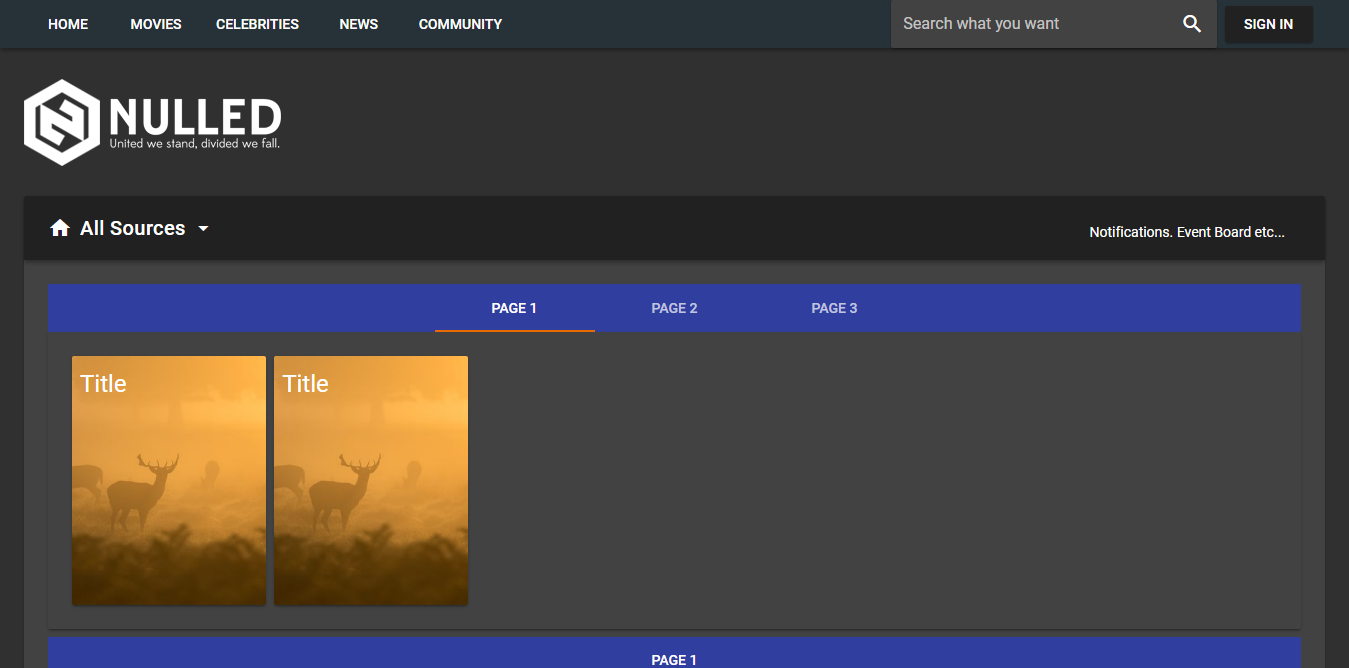 HOME MOVIES CELEBRITIES NEWS COMMUNITY Search what you want SIGN IN
NULLED
United we stand, divided we fall.
All Sources Notifications. Event Board etc...
PAGE 1 PAGE 2 PAGE 3
Title Title
PAGE 1